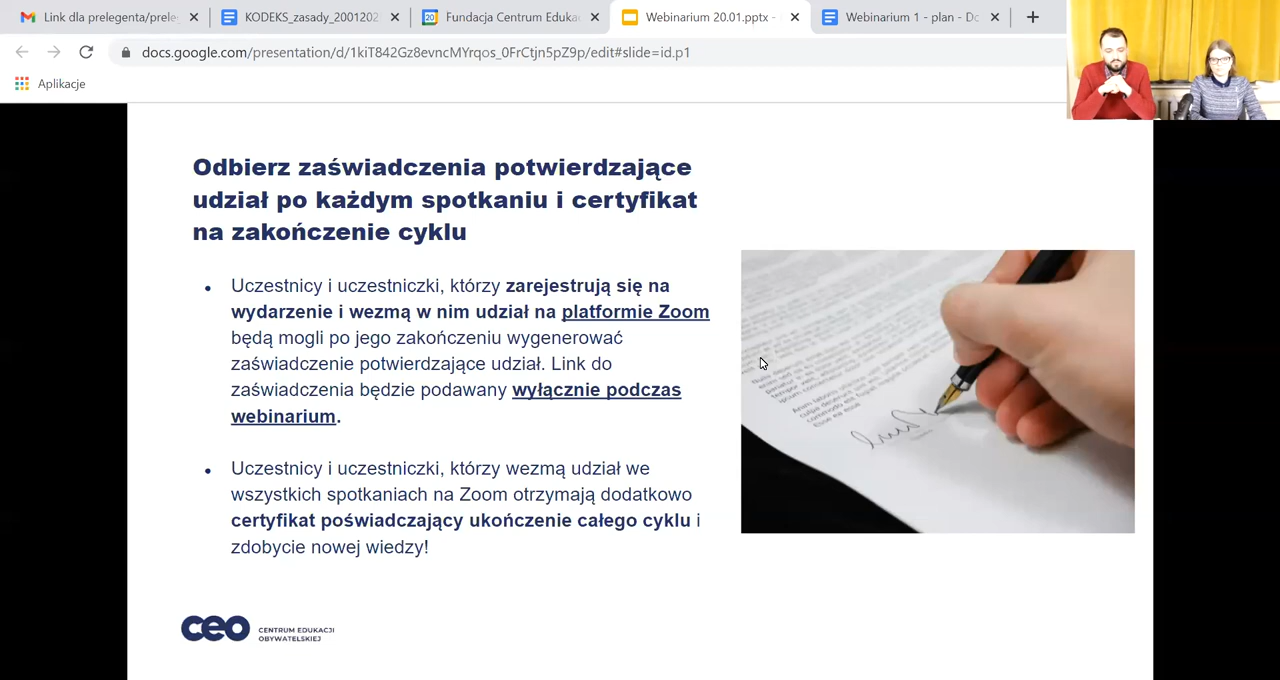 Link dla prelegenta/prele
KODEKS_zasady_2001202
20
Fundacja Centrum Eduka
Webinarium 20.01.pptx -
Webinarium 1 - plan - Do
docs.google.com/presentation/d/1kiT842Gz8evncMYrqos_0FrCtjn5pZ9p/edit#slide=id.p1
Aplikacje
Odbierz zaświadczenia potwierdzające
udział po każdym spotkaniu i certyfikat
na zakończenie cyklu
• Uczestnicy i uczestniczki, którzy zarejestrują się na
wydarzenie i wezmą w nim udział na platformie Zoom
będą mogli po jego zakończeniu wygenerować
zaświadczenie potwierdzające udział. Link do
zaświadczenia będzie podawany wyłącznie podczas
webinarium.
• Uczestnicy i uczestniczki, którzy wezmą udział we
wszystkich spotkaniach na Zoom otrzymają dodatkowo
certyfikat poświadczający ukończenie całego cyklu i
zdobycie nowej wiedzy!
ceo CENTRUM EDUKACJI
OBYWATELSKIEJ